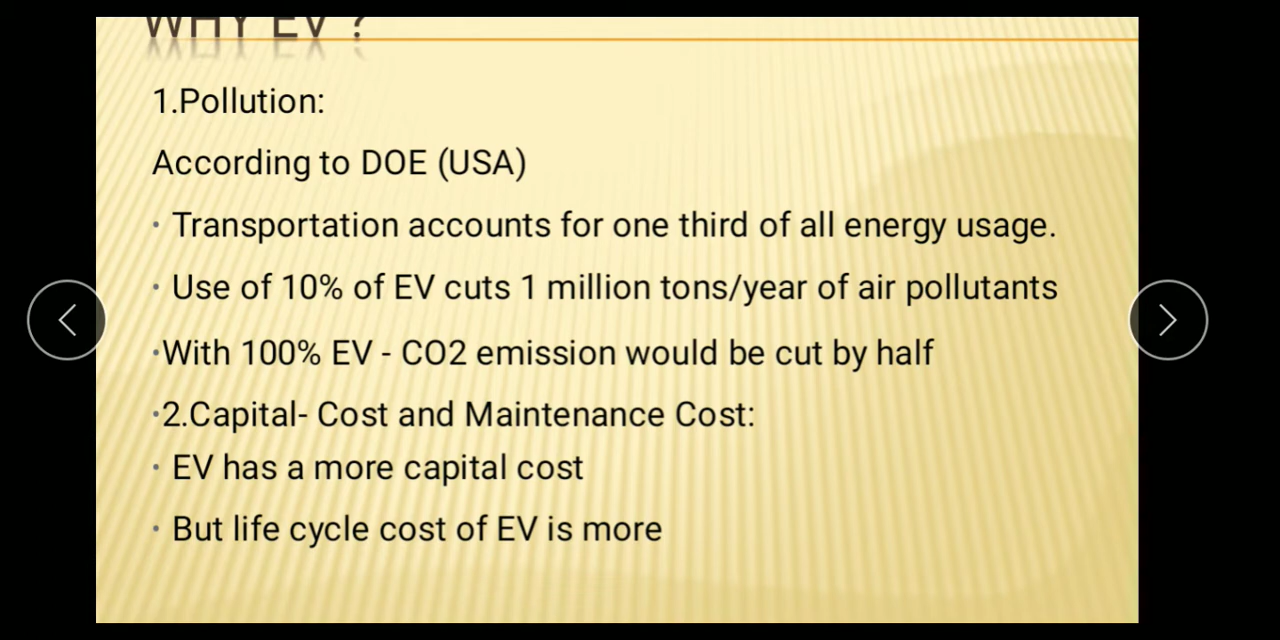 WHY EV ?
1.Pollution:
According to DOE (USA)
• Transportation accounts for one third of all energy usage.
• Use of 10% of EV cuts 1 million tons/year of air pollutants
•With 100% EV - CO2 emission would be cut by half
•2.Capital- Cost and Maintenance Cost:
• EV has a more capital cost
• But life cycle cost of EV is more